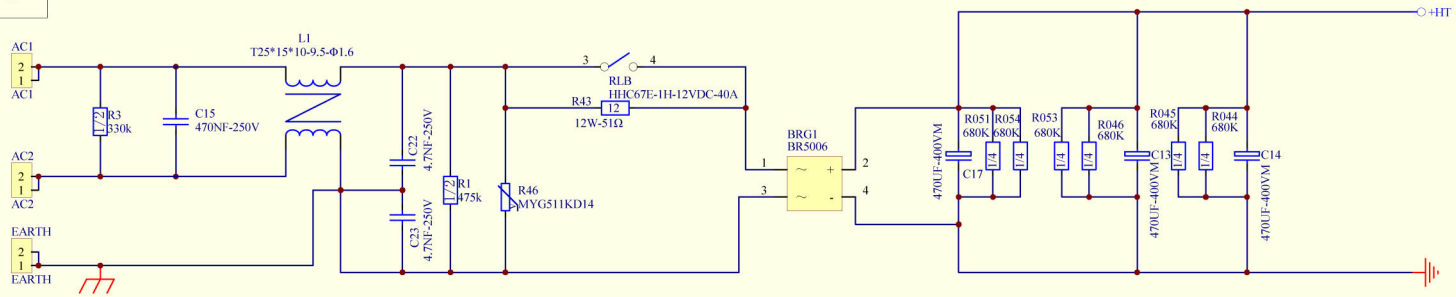 AC1
2
1
AC1
AC2
2
1
AC2
EARTH
2
1
EARTH
1/2
R3
330k
C15
470NF-250V
L1
T25*15*10-9.5-Φ1.6
C22
4.7NF-250V
C23
4.7NF-250V
1/2
R1
475k
R46
MYG511KD14
3
4
RLB
HHC67E-1H-12VDC-40A
R43
12
12W-51Ω
BRG1
BR5006
1
2
3
4
~
+
~
-
470UF-400VM
C17
R051
680K
1/4
R054
680K
1/4
R053
680K
1/4
R046
680K
1/4
C13
470UF-400VM
R045
680K
1/4
R044
680K
1/4
C14
470UF-400VM
+HT